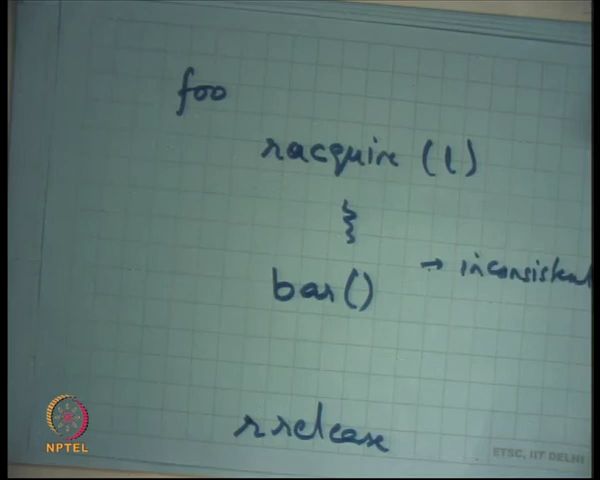 foo
racquire (l)
→ inconsistent
bar()
rrelease
NPTEL
ETSC, IIT DELHI